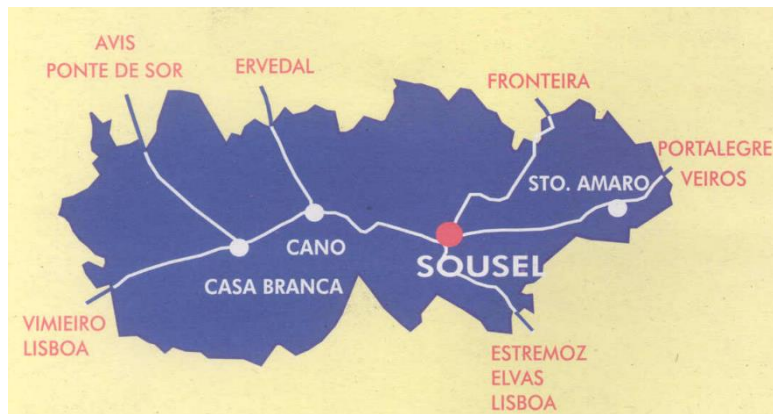 AVIS
PONTE DE SOR
ERVEDAL
FRONTEIRA
PORTALEGRE
VEIROS
STO. AMARO
CANO
SOUSEL
CASA BRANCA
VIMIEIRO
LISBOA
ESTREMOZ
ELVAS
LISBOA